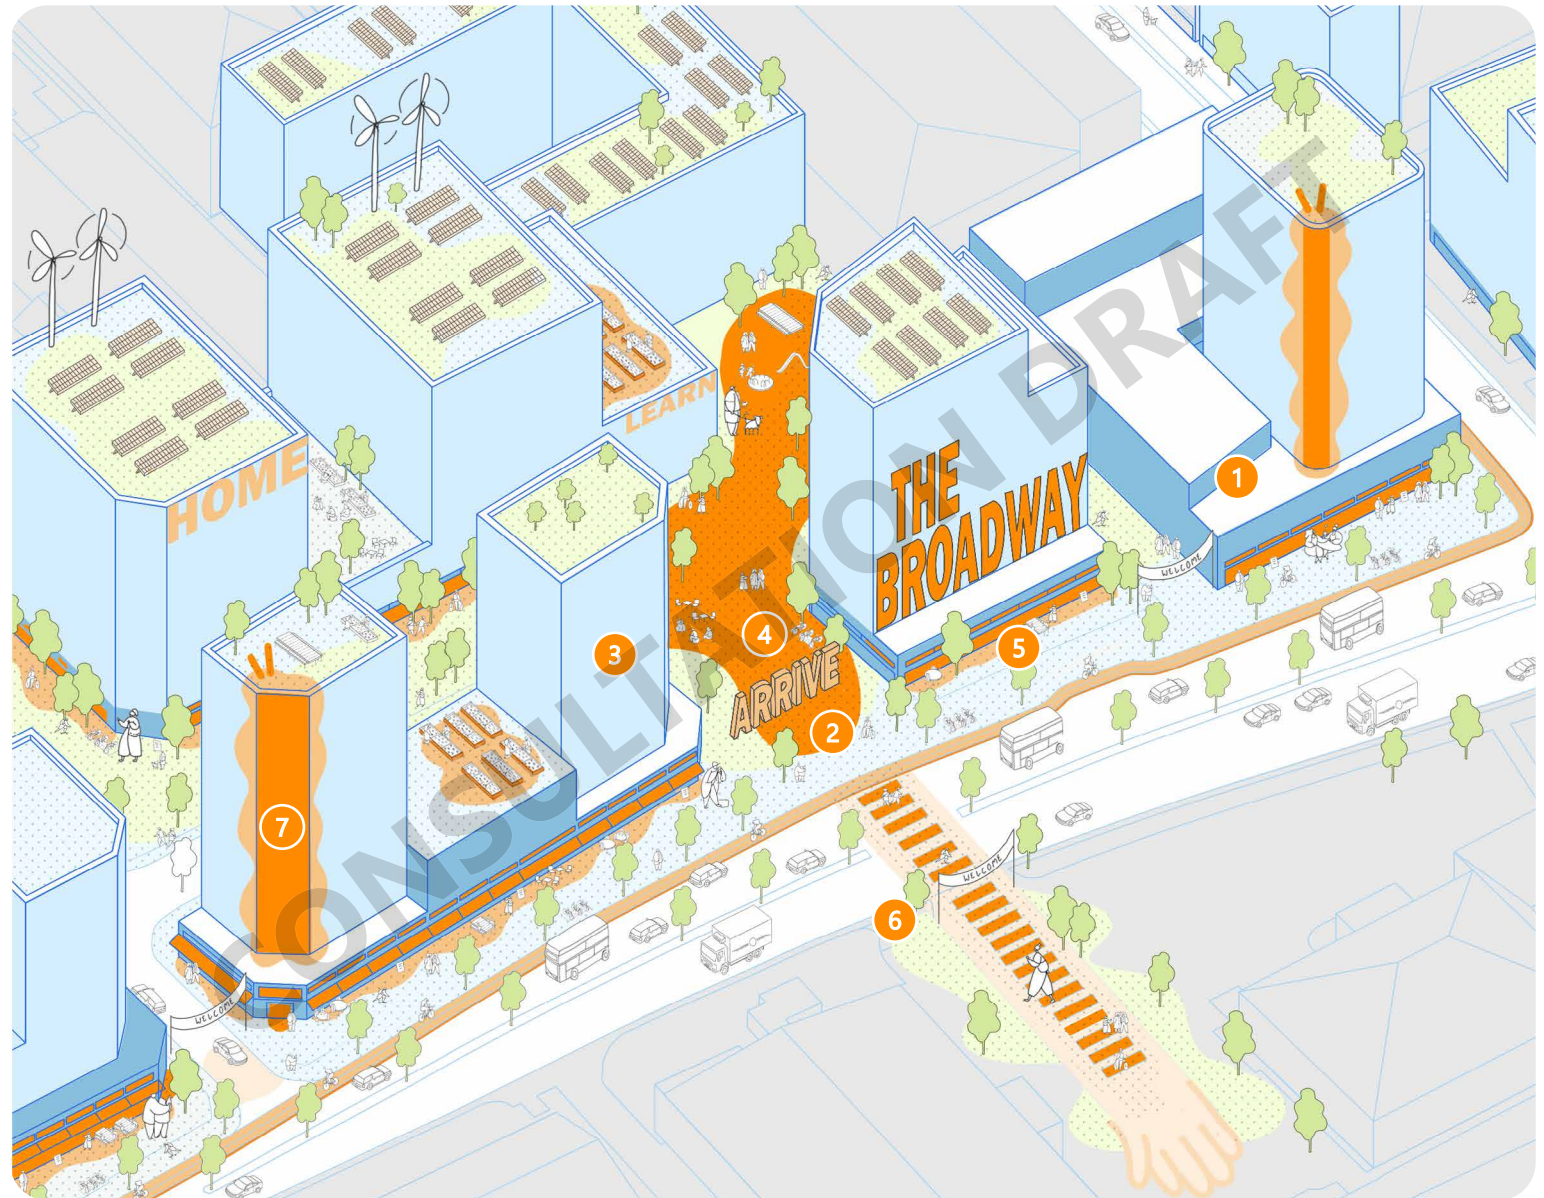 LEARN
HOME
THE
BROADWAY
1
WELCOME
3
4
5
ARRIVE
2
7
WELCOME
6
WELCOME
CONSULTATION DRAFT